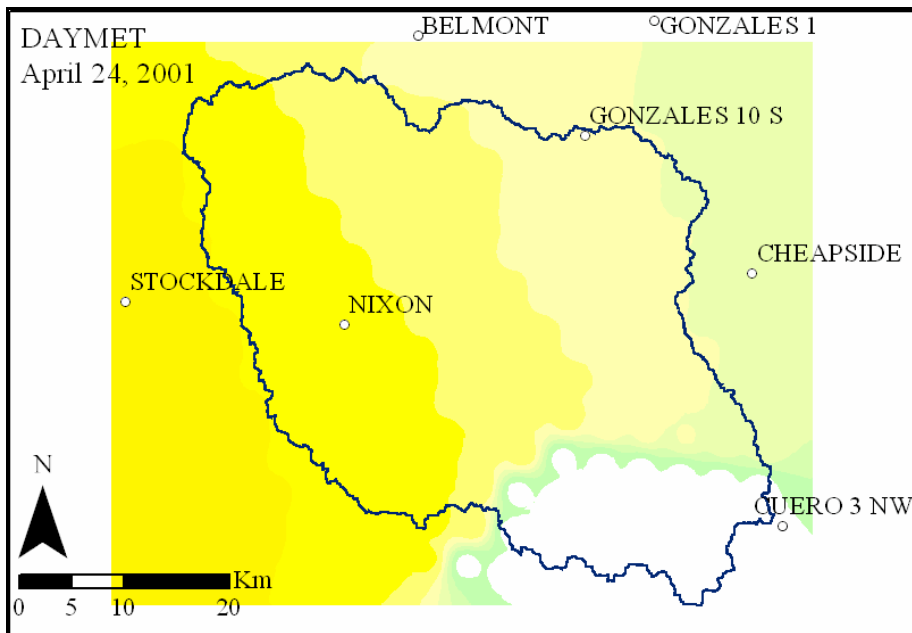 DAYMET
April 24, 2001
BELMONT
GONZALES 1
GONZALES 10 S
CHEAPSIDE
STOCKDALE
NIXON
CUERO 3 NW
N
Km
0 5 10 20